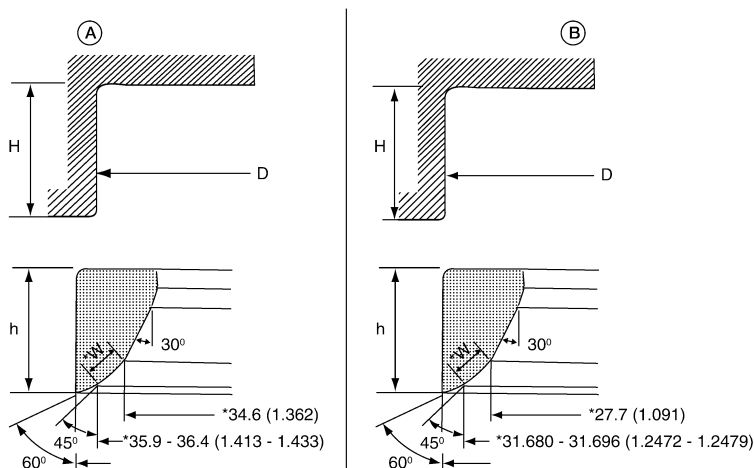 A
H
D
h
*W
30⁰
*34.6 (1.362)
45⁰
*35.9 - 36.4 (1.413 - 1.433)
60⁰
B
H
D
h
*W
30⁰
*27.7 (1.091)
45⁰
*31.680 - 31.696 (1.2472 - 1.2479)
60⁰